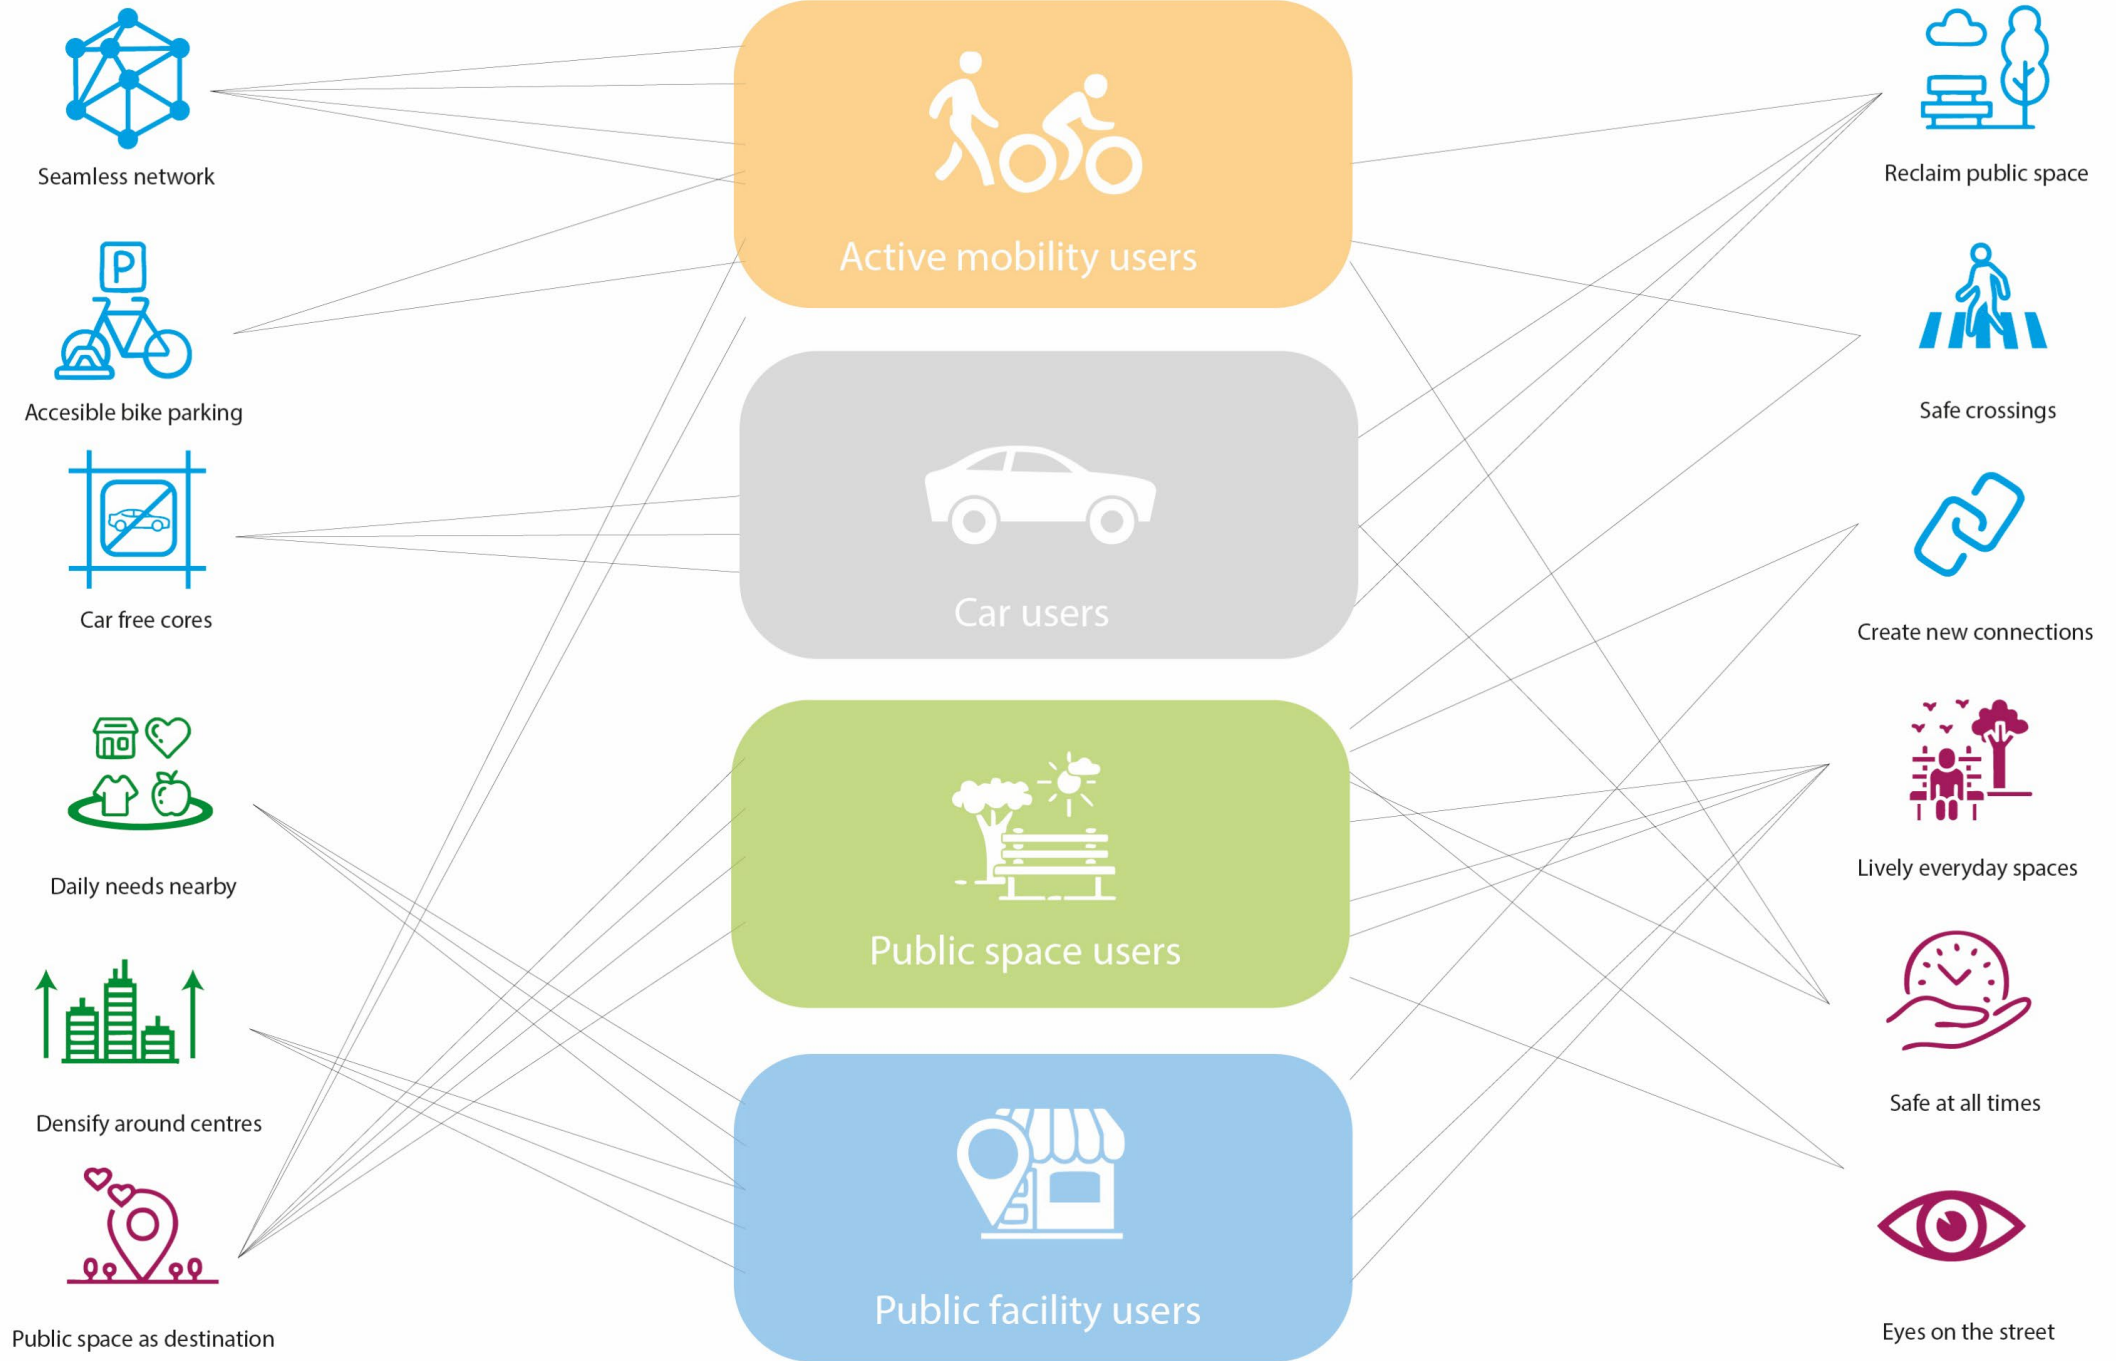 Seamless network
P
Accesible bike parking
Car free cores
Daily needs nearby
Densify around centres
Public space as destination
Active mobility users
Car users
Public space users
Public facility users
Reclaim public space
Safe crossings
Create new connections
Lively everyday spaces
Safe at all times
Eyes on the street